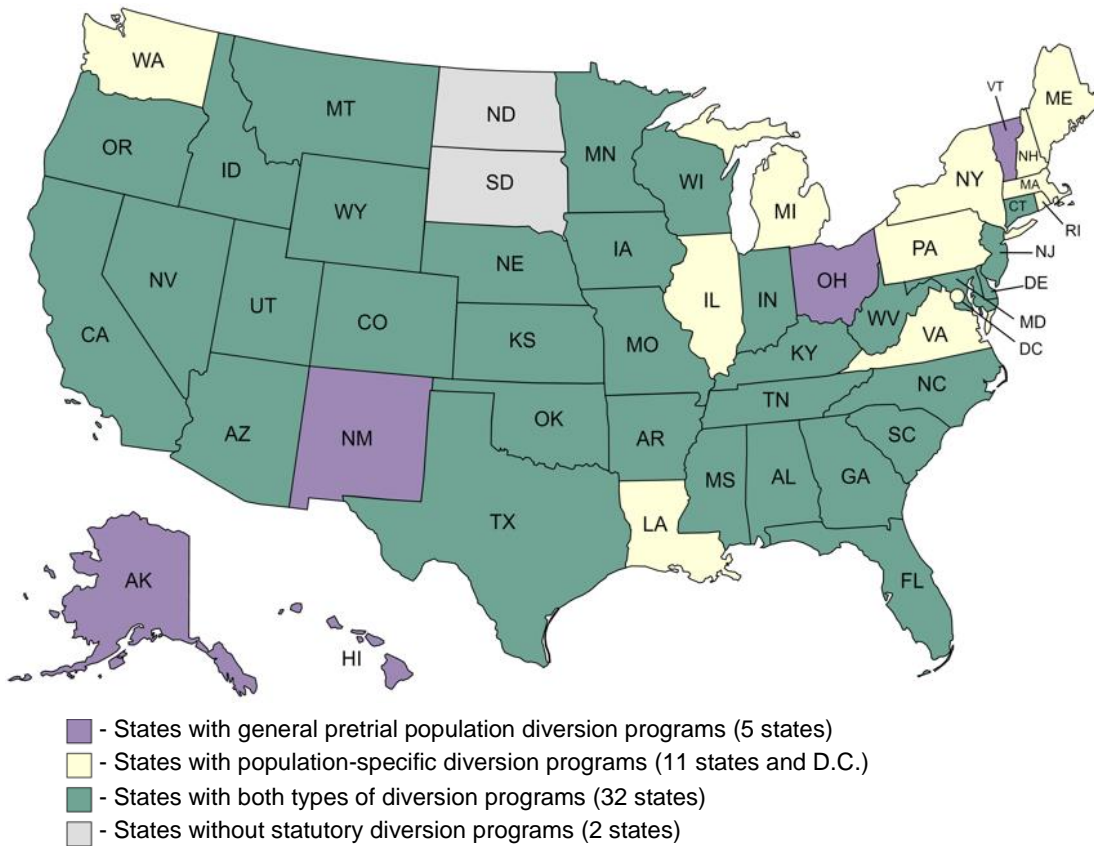 WA
MT
ND
MN
VT
ME
OR
ID
SD
WI
NH
NY
MA
WY
MI
CT
RI
IA
PA
NJ
NE
NV
IL
IN
OH
DE
UT
CO
WV
MD
CA
KS
MO
VA
KY
DC
NC
TN
AZ
NM
OK
AR
SC
MS
AL
GA
TX
LA
AK
FL
HI
- States with general pretrial population diversion programs (5 states)
- States with population-specific diversion programs (11 states and D.C.)
- States with both types of diversion programs (32 states)
- States without statutory diversion programs (2 states)